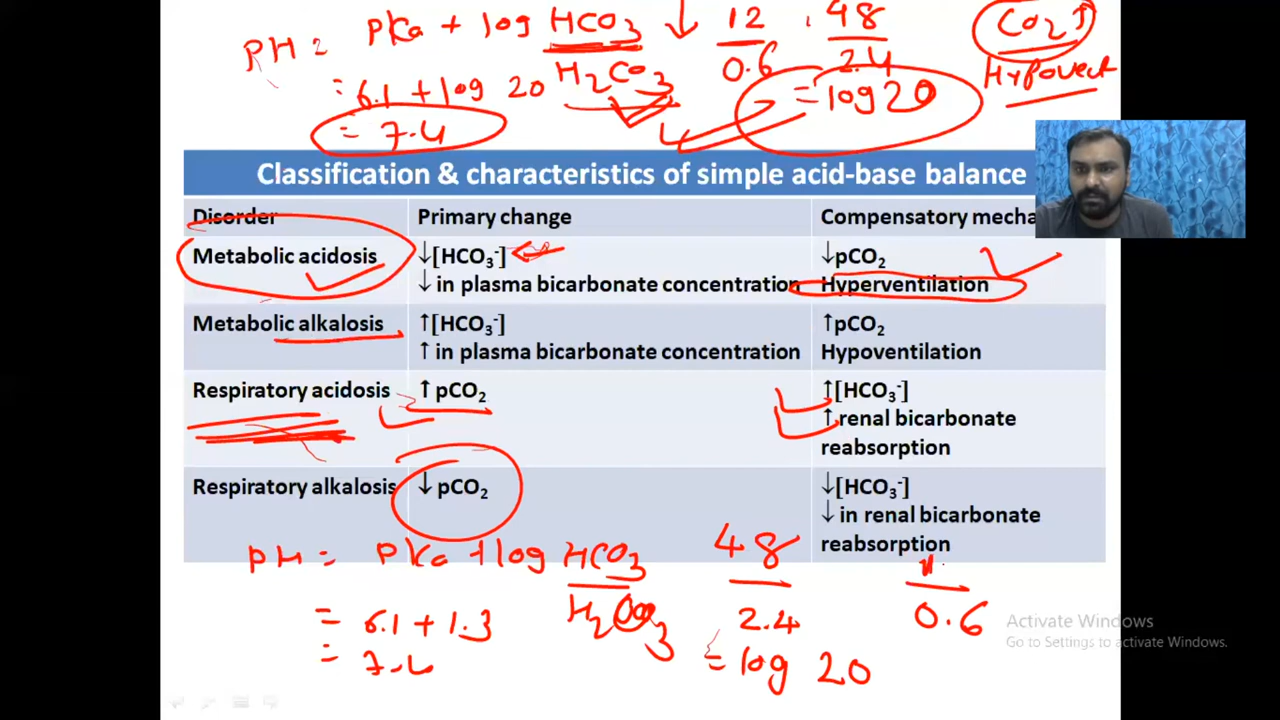 PH = PKa + log HCO3 ↓ 12 , 48
H2CO3 0.6 2.4
= 6.1 + log 20 = log 20
= 7.4
CO2↑
Hypovent
Classification & characteristics of simple acid-base balance
Disorder Primary change Compensatory mecha
Metabolic acidosis ↓[HCO₃⁻] ↓pCO₂
↓ in plasma bicarbonate concentration Hyperventilation
Metabolic alkalosis ↑[HCO₃⁻] ↑pCO₂
↑ in plasma bicarbonate concentration Hypoventilation
Respiratory acidosis ↑ pCO₂ ↑[HCO₃⁻]
↑ renal bicarbonate
reabsorption
Respiratory alkalosis ↓ pCO₂ ↓[HCO₃⁻]
↓ in renal bicarbonate
reabsorption
PH = PKa + log HCO3 48
H2CO3 2.4 0.6
= 6.1 + 1.3 = log 20
= 7.4
Activate Windows
Go to Settings to activate Windows.